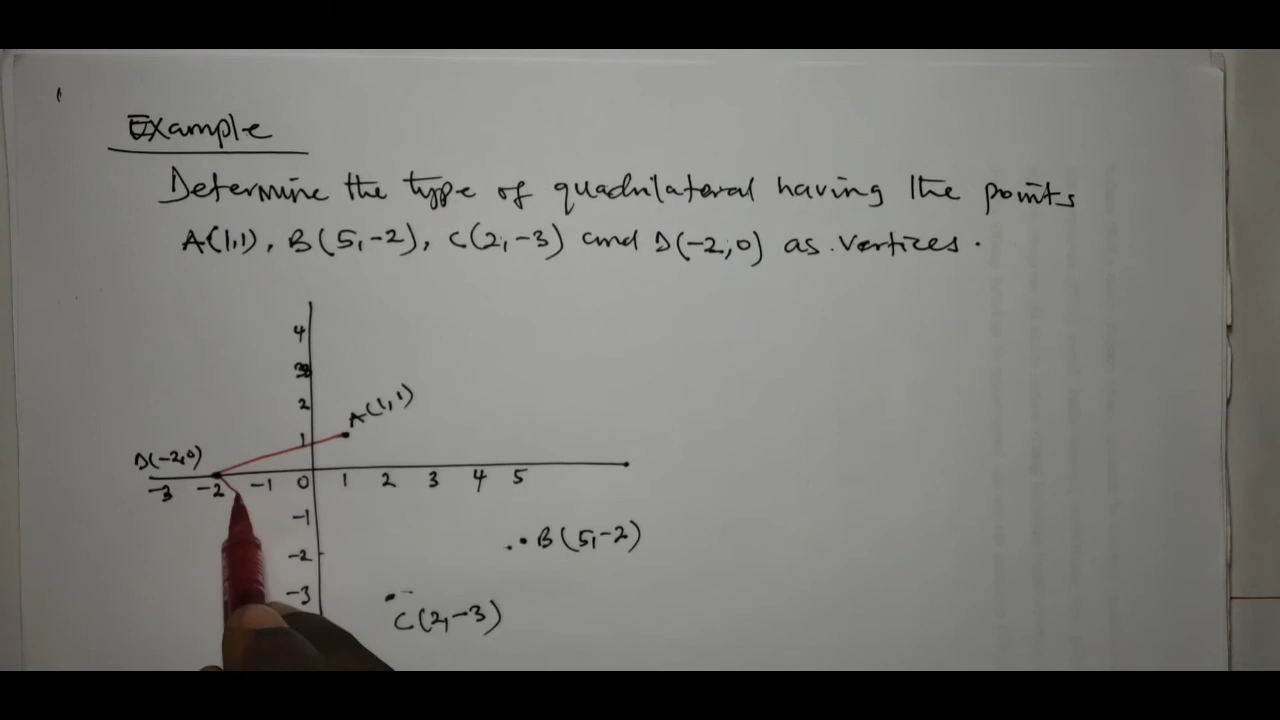 Example
Determine the type of quadrilateral having the points
A(1,1), B(5,-2), C(2,-3) and D(-2,0) as vertices.
4
3
2
A(1,1)
1
D(-2,0)
-3 -2 -1 0 1 2 3 4 5
-1
B(5,-2)
-2
-3
C(2,-3)